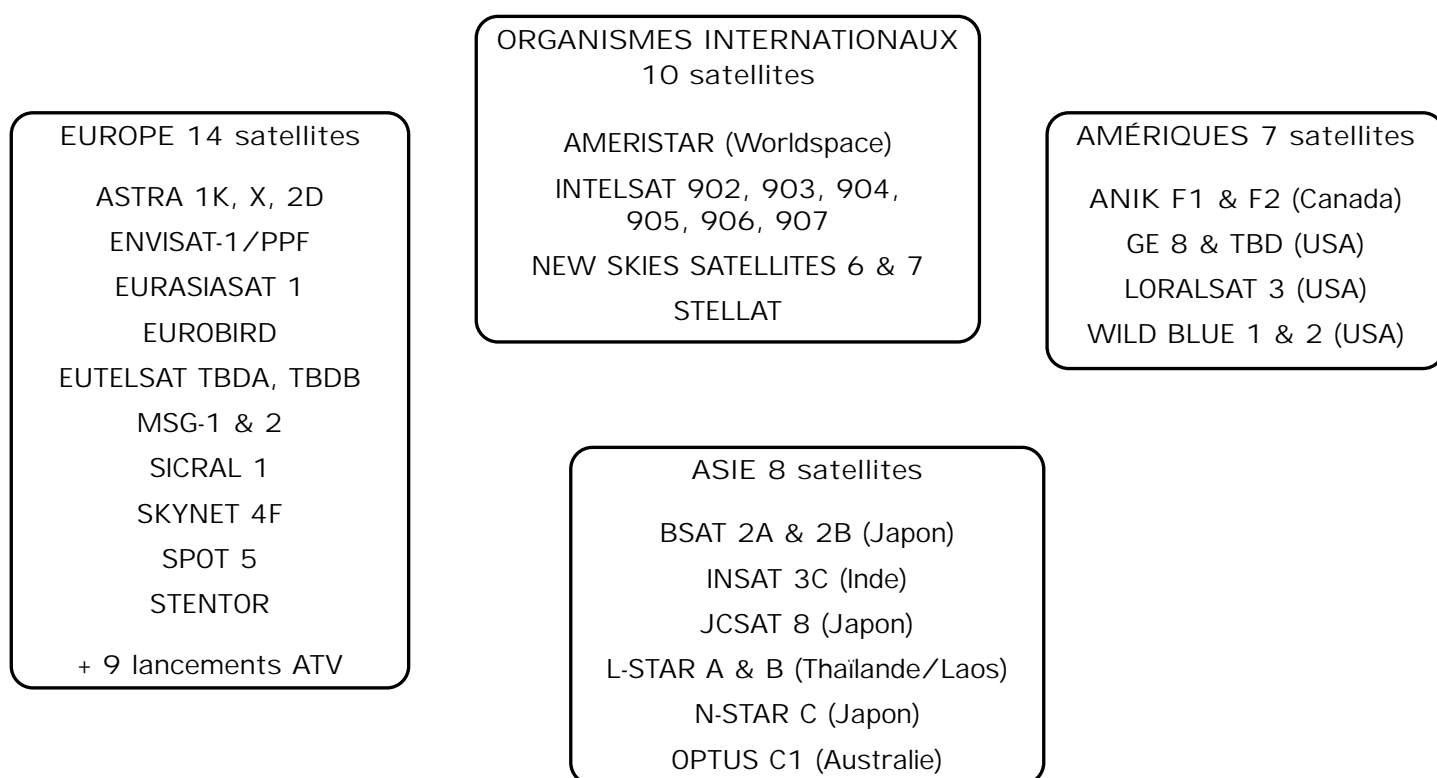 ORGANISMES INTERNATIONAUX
10 satellites
AMERISTAR (Worldspace)
INTELSAT 902, 903, 904,
905, 906, 907
NEW SKIES SATELLITES 6 & 7
STELLAT
EUROPE 14 satellites
ASTRA 1K, X, 2D
ENVISAT-1/PPF
EURASIASAT 1
EUROBIRD
EUTELSAT TBDA, TBDB
MSG-1 & 2
SICRAL 1
SKYNET 4F
SPOT 5
STENTOR
+ 9 lancements ATV
AMÉRIQUES 7 satellites
ANIK F1 & F2 (Canada)
GE 8 & TBD (USA)
LORALSAT 3 (USA)
WILD BLUE 1 & 2 (USA)
ASIE 8 satellites
BSAT 2A & 2B (Japon)
INSAT 3C (Inde)
JCSAT 8 (Japon)
L-STAR A & B (Thaïlande/Laos)
N-STAR C (Japon)
OPTUS C1 (Australie)